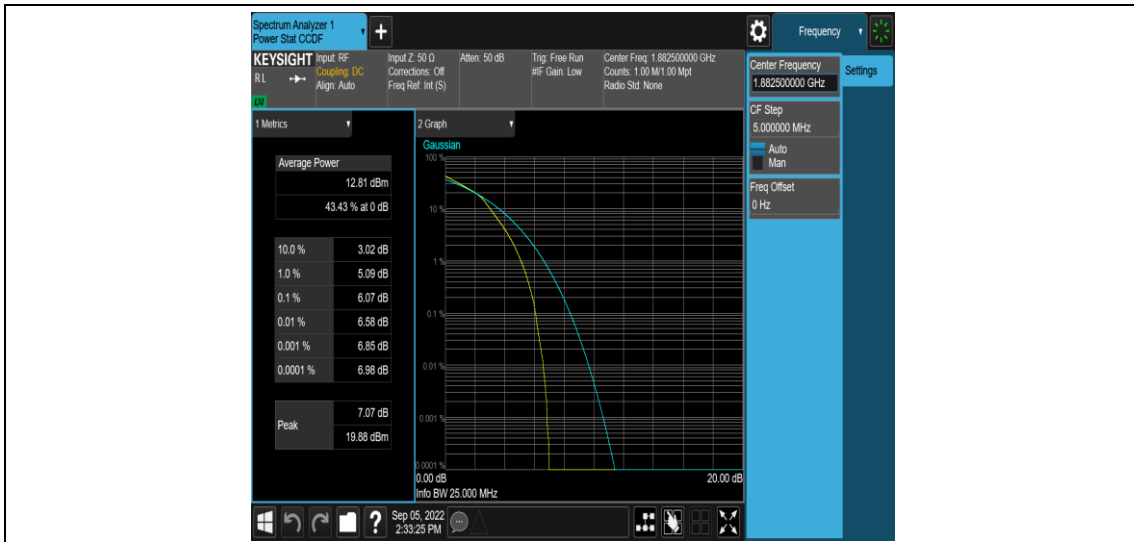 Spectrum Analyzer 1
Power Stat CCDF
+
Frequency
KEYSIGHT
RL
LXI
Input: RF
Coupling: DC
Align: Auto
Input Z: 50 Ω
Corrections: Off
Freq Ref: Int (S)
Atten: 50 dB
Trig: Free Run
#IF Gain: Low
Center Freq: 1.882500000 GHz
Counts: 1.00 M/1.00 Mpt
Radio Std: None
Center Frequency
1.882500000 GHz
Settings
CF Step
5.000000 MHz
Auto
Man
Freq Offset
0 Hz
1 Metrics
Average Power
12.81 dBm
43.43 % at 0 dB
10.0 % 3.02 dB
1.0 % 5.09 dB
0.1 % 6.07 dB
0.01 % 6.58 dB
0.001 % 6.85 dB
0.0001 % 6.98 dB
Peak
7.07 dB
19.88 dBm
2 Graph
Gaussian
100 %
10 %
1 %
0.1 %
0.01 %
0.001 %
0.0001 %
0.00 dB 20.00 dB
Info BW 25.000 MHz
?
Sep 05, 2022
2:33:25 PM